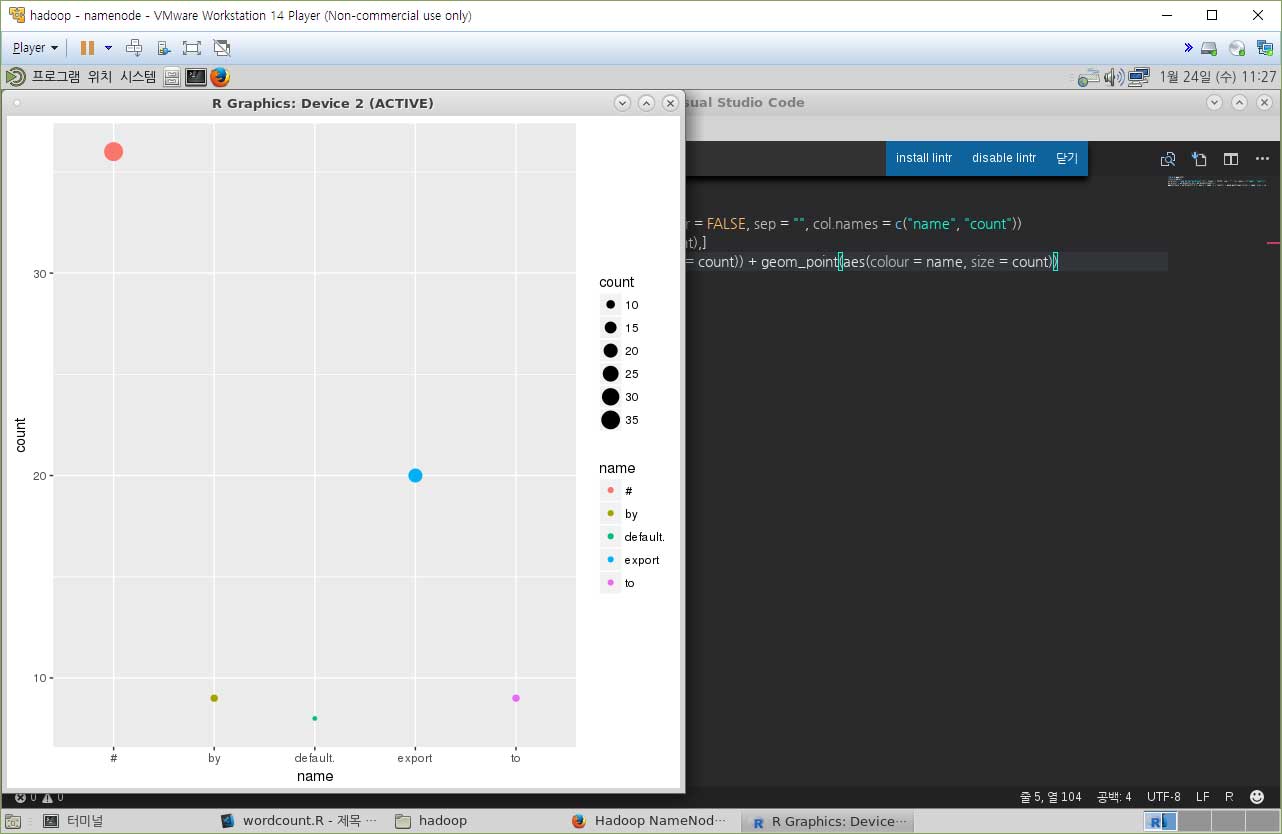 hadoop - namenode - VMware Workstation 14 Player (Non-commercial use only)
Player
프로그램 위치 시스템
1월 24일 (수) 11:27
R Graphics: Device 2 (ACTIVE)
sual Studio Code
install lintr disable lintr 닫기
= FALSE, sep = "", col.names = c("name", "count"))
nt),]
= count)) + geom_point(aes(colour = name, size = count))
30
20
10
count
# by default. export to
name
count
10
15
20
25
30
35
name
#
by
default.
export
to
0 0
줄 5, 열 104 공백: 4 UTF-8 LF R
터미널
wordcount.R - 제목 ···
hadoop
Hadoop NameNod···
R Graphics: Device···